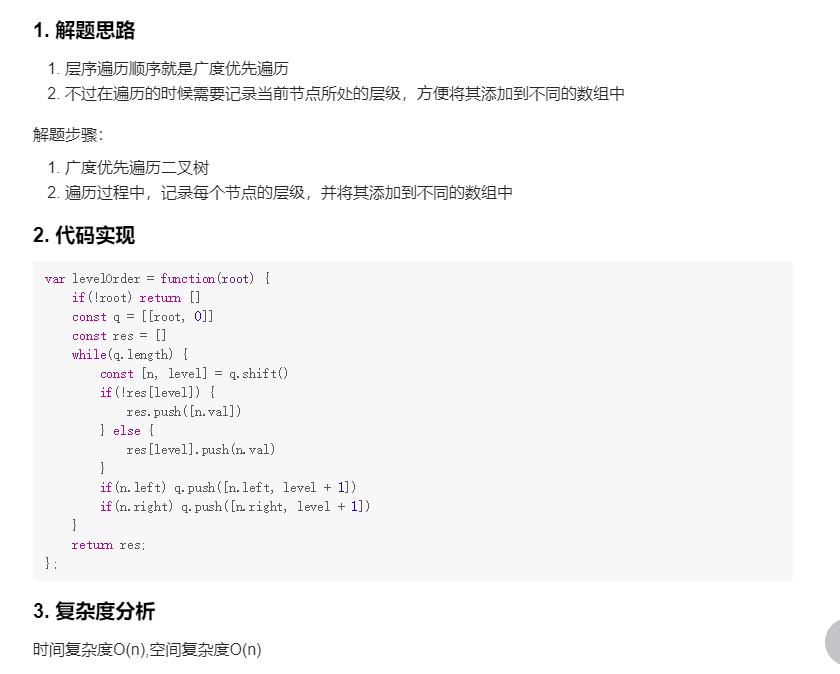 1. 解题思路
1. 层序遍历顺序就是广度优先遍历
2. 不过在遍历的时候需要记录当前节点所处的层级，方便将其添加到不同的数组中
解题步骤：
1. 广度优先遍历二叉树
2. 遍历过程中，记录每个节点的层级，并将其添加到不同的数组中
2. 代码实现
var levelOrder = function(root) {
    if(!root) return []
    const q = [[root, 0]]
    const res = []
    while(q.length) {
        const [n, level] = q.shift()
        if(!res[level]) {
            res.push([n.val])
        } else {
            res[level].push(n.val)
        }
        if(n.left) q.push([n.left, level + 1])
        if(n.right) q.push([n.right, level + 1])
    }
    return res;
};
3. 复杂度分析
时间复杂度O(n),空间复杂度O(n)